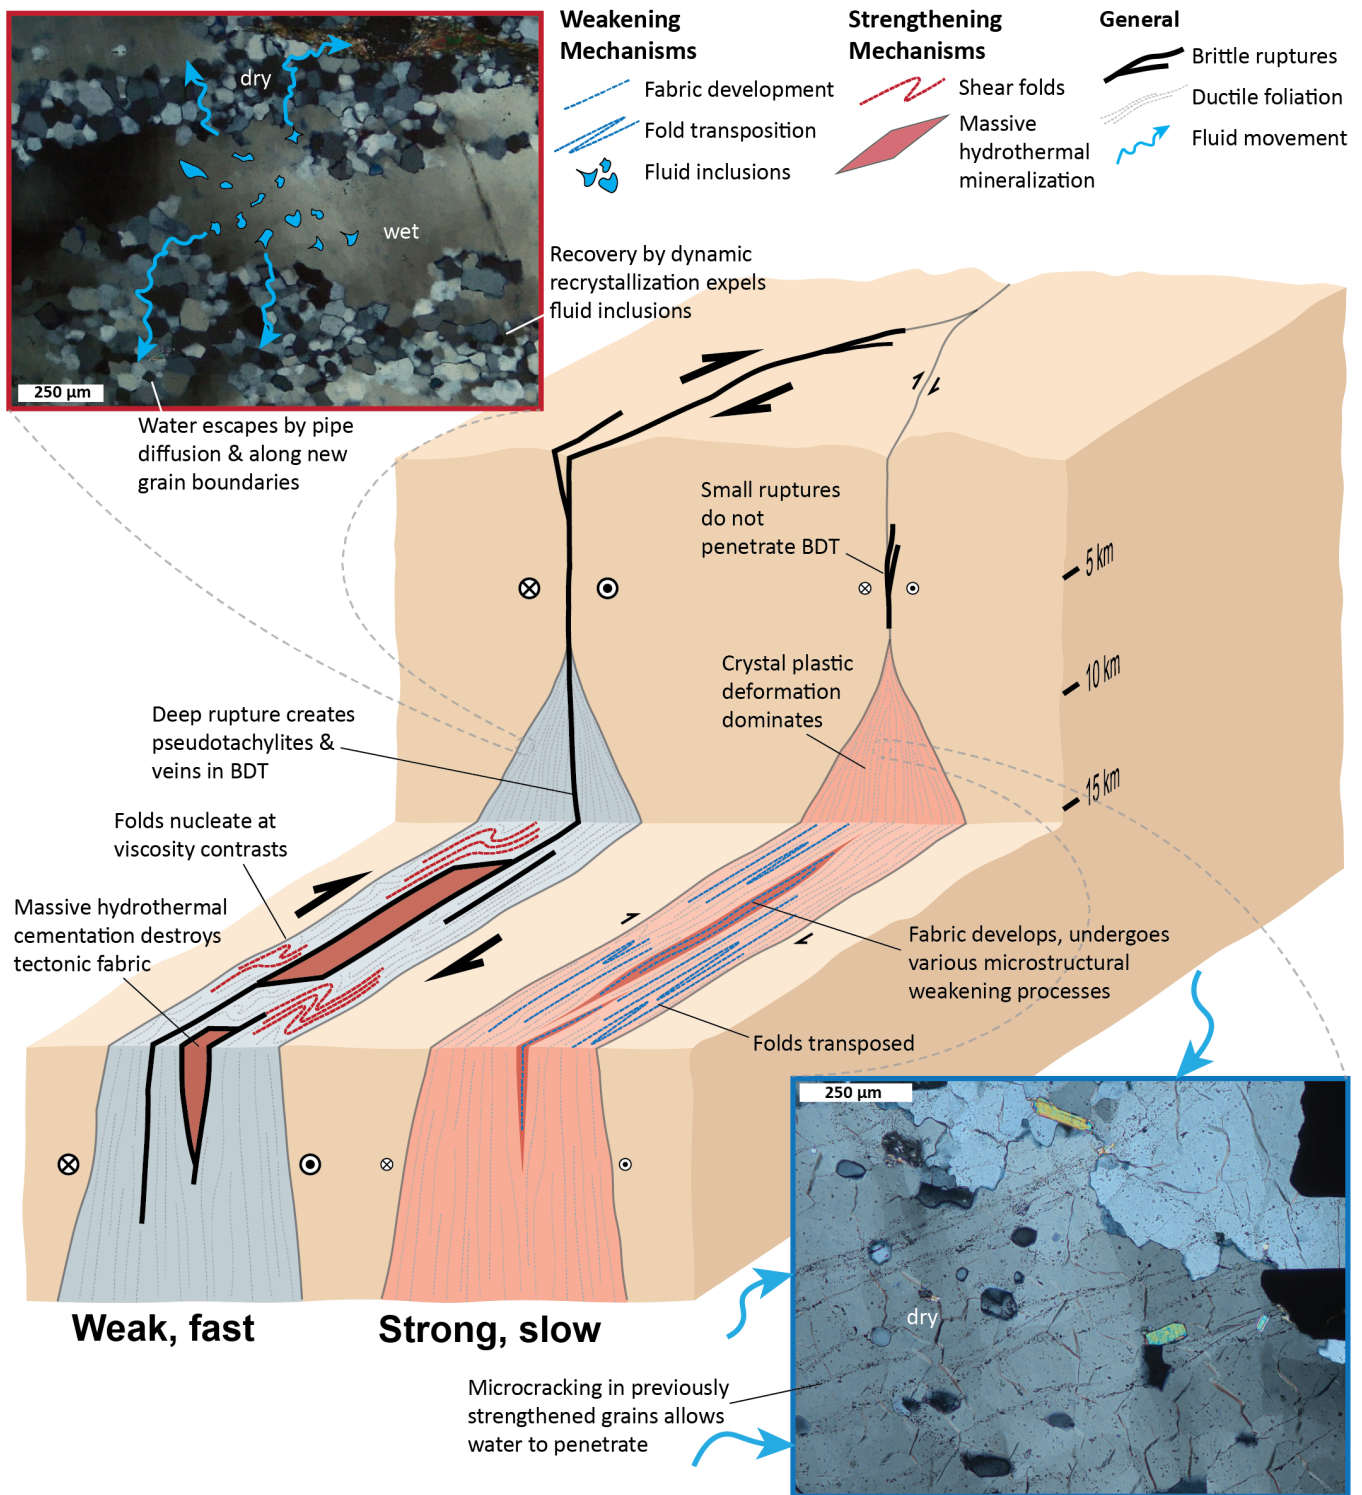 Weakening
Mechanisms
Fabric development
Fold transposition
Fluid inclusions
Strengthening
Mechanisms
Shear folds
Massive
hydrothermal
mineralization
General
Brittle ruptures
Ductile foliation
Fluid movement
dry
wet
250 µm
Recovery by dynamic
recrystallization expels
fluid inclusions
Water escapes by pipe
diffusion & along new
grain boundaries
Small ruptures
do not
penetrate BDT
5 km
10 km
15 km
Crystal plastic
deformation
dominates
Deep rupture creates
pseudotachylites &
veins in BDT
Folds nucleate at
viscosity contrasts
Massive hydrothermal
cementation destroys
tectonic fabric
Fabric develops, undergoes
various microstructural
weakening processes
Folds transposed
250 µm
dry
Weak, fast
Strong, slow
Microcracking in previously
strengthened grains allows
water to penetrate